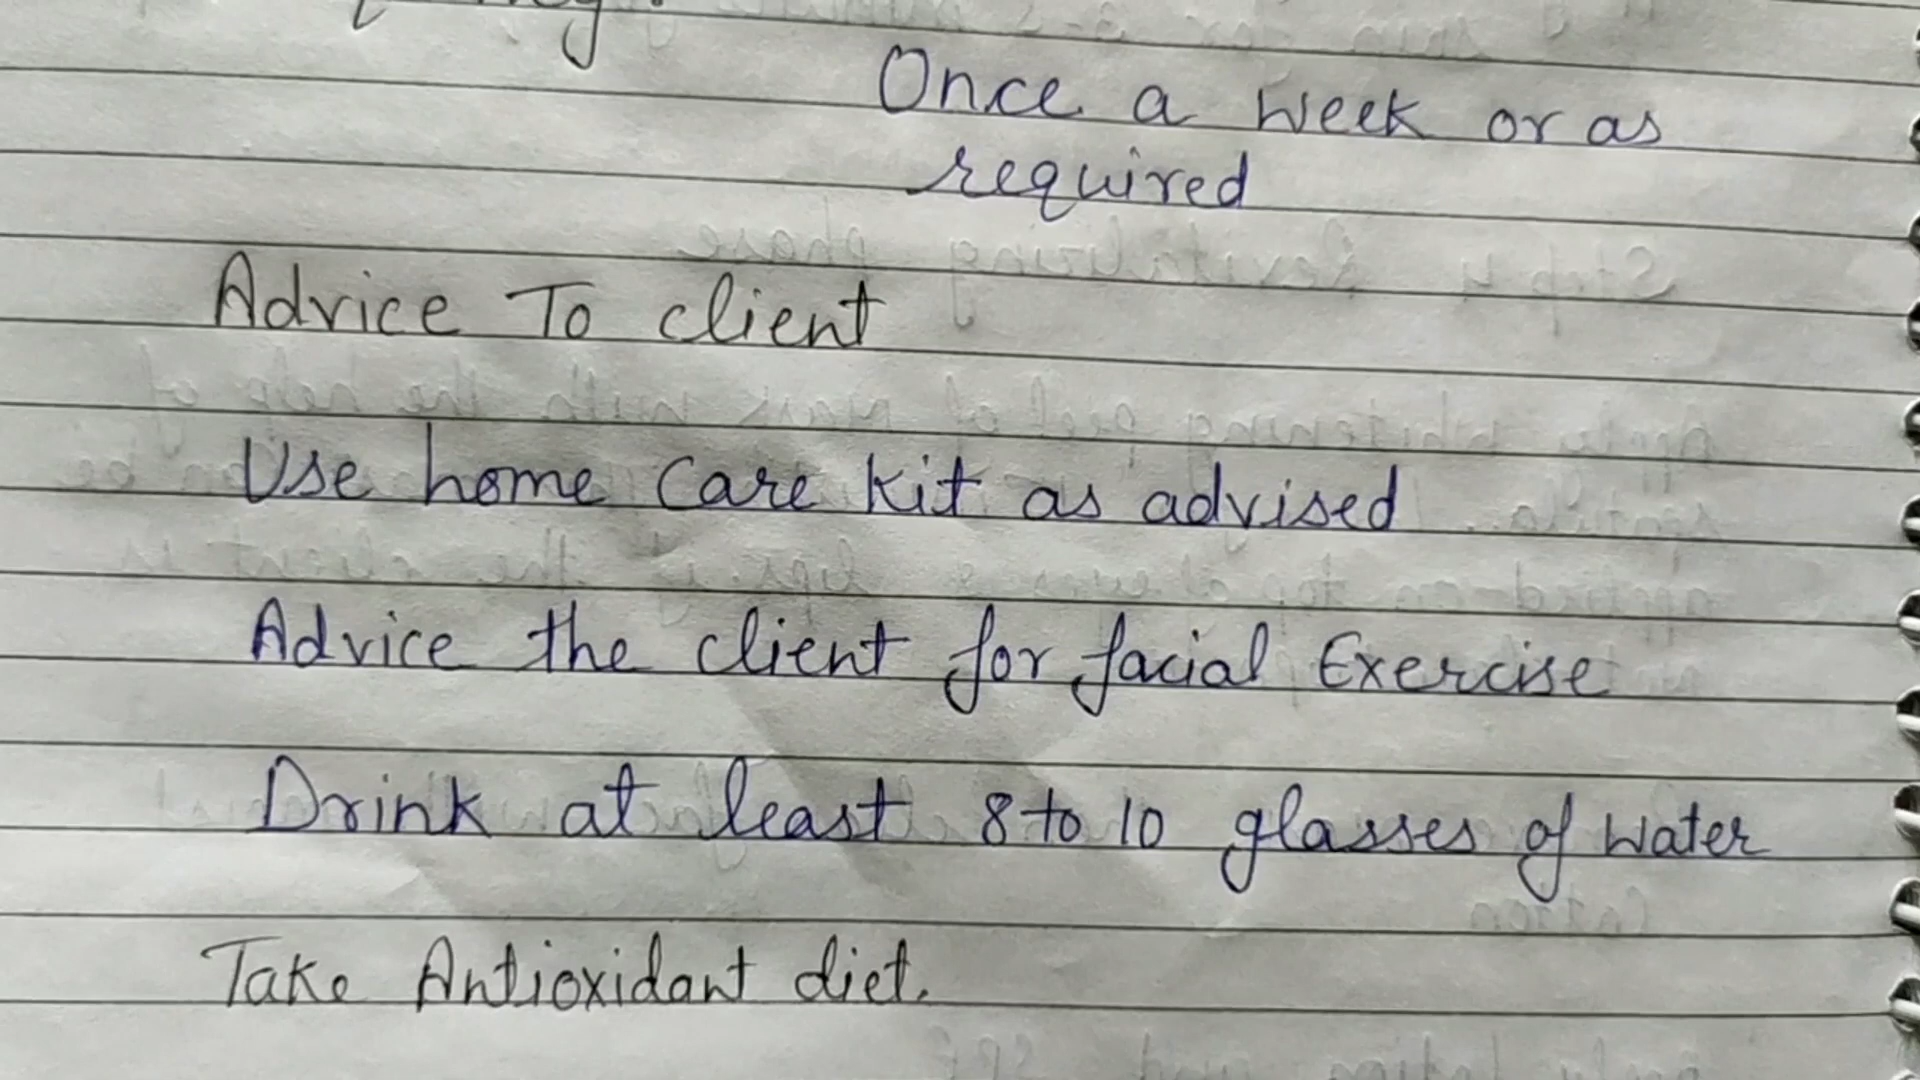 Once a week or as
required
Advice To client
Use home care kit as advised
Advice the client for facial Exercise
Drink at least 8 to 10 glasses of water
Take Antioxidant diet.